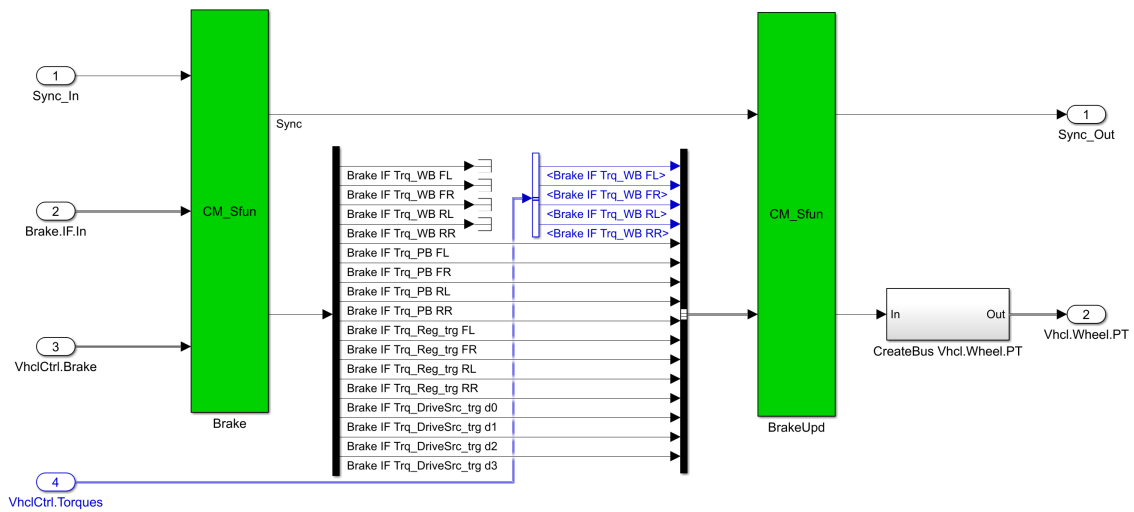 1
Sync_In
2
Brake.IF.In
3
VhclCtrl.Brake
4
VhclCtrl.Torques
CM_Sfun
Brake
Sync
Brake IF Trq_WB FL
Brake IF Trq_WB FR
Brake IF Trq_WB RL
Brake IF Trq_WB RR
Brake IF Trq_PB FL
Brake IF Trq_PB FR
Brake IF Trq_PB RL
Brake IF Trq_PB RR
Brake IF Trq_Reg_trg FL
Brake IF Trq_Reg_trg FR
Brake IF Trq_Reg_trg RL
Brake IF Trq_Reg_trg RR
Brake IF Trq_DriveSrc_trg d0
Brake IF Trq_DriveSrc_trg d1
Brake IF Trq_DriveSrc_trg d2
Brake IF Trq_DriveSrc_trg d3
<Brake IF Trq_WB FL>
<Brake IF Trq_WB FR>
<Brake IF Trq_WB RL>
<Brake IF Trq_WB RR>
CM_Sfun
BrakeUpd
In
Out
CreateBus Vhcl.Wheel.PT
1
Sync_Out
2
Vhcl.Wheel.PT